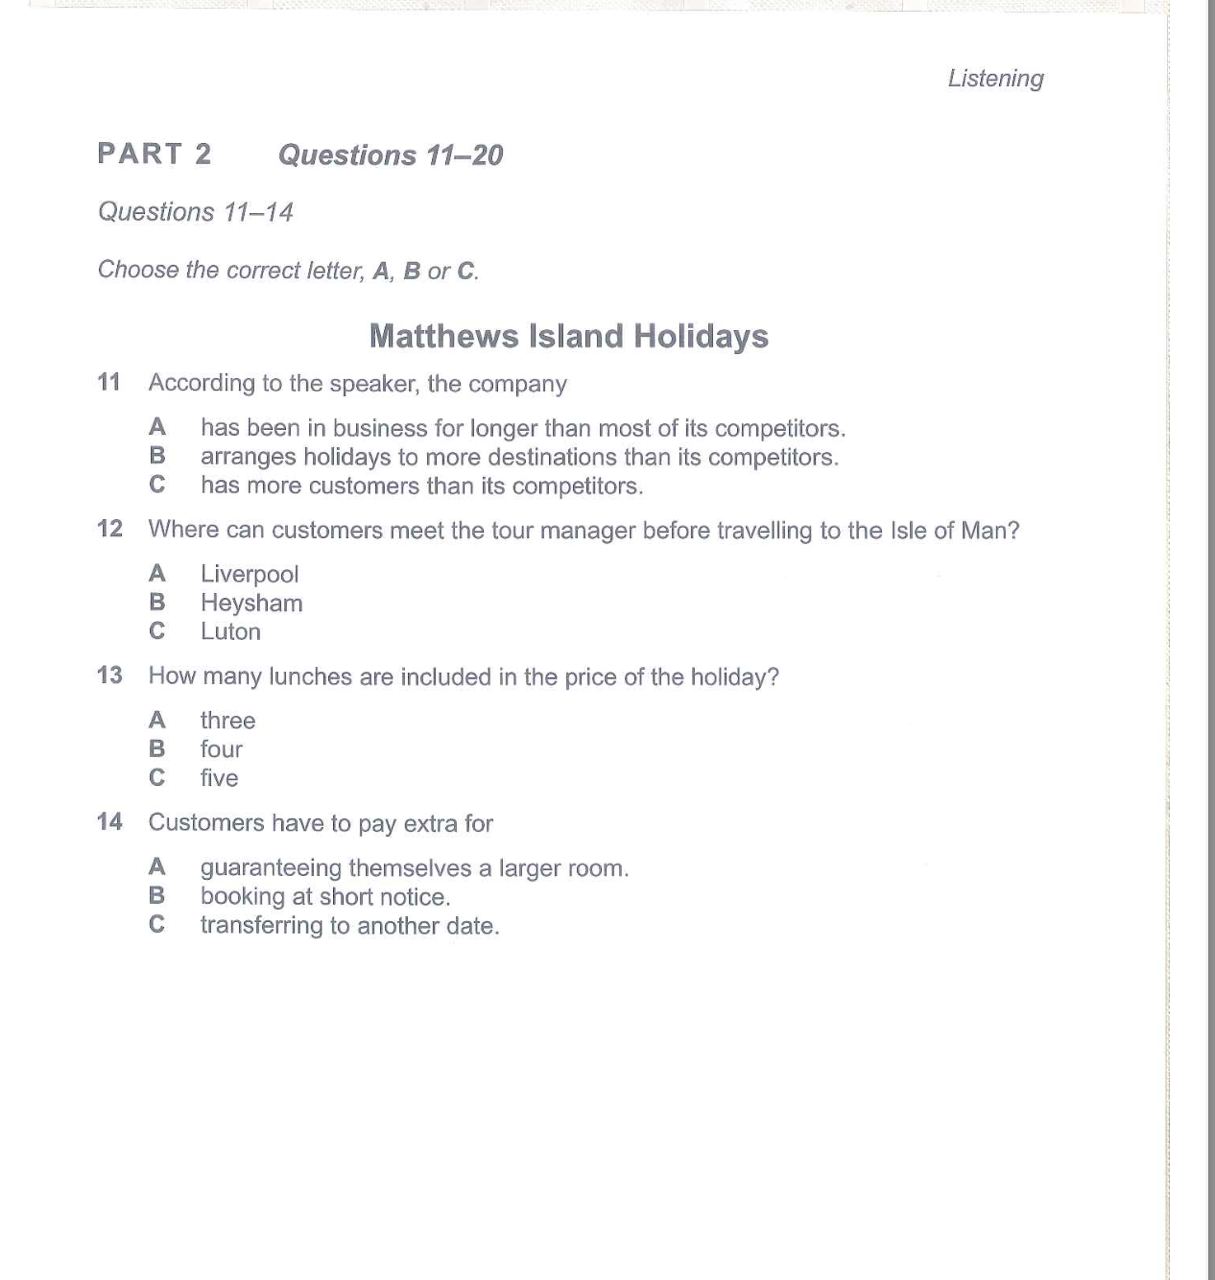 Listening
PART 2 Questions 11–20
Questions 11–14
Choose the correct letter, A, B or C.
Matthews Island Holidays
11 According to the speaker, the company
A has been in business for longer than most of its competitors.
B arranges holidays to more destinations than its competitors.
C has more customers than its competitors.
12 Where can customers meet the tour manager before travelling to the Isle of Man?
A Liverpool
B Heysham
C Luton
13 How many lunches are included in the price of the holiday?
A three
B four
C five
14 Customers have to pay extra for
A guaranteeing themselves a larger room.
B booking at short notice.
C transferring to another date.